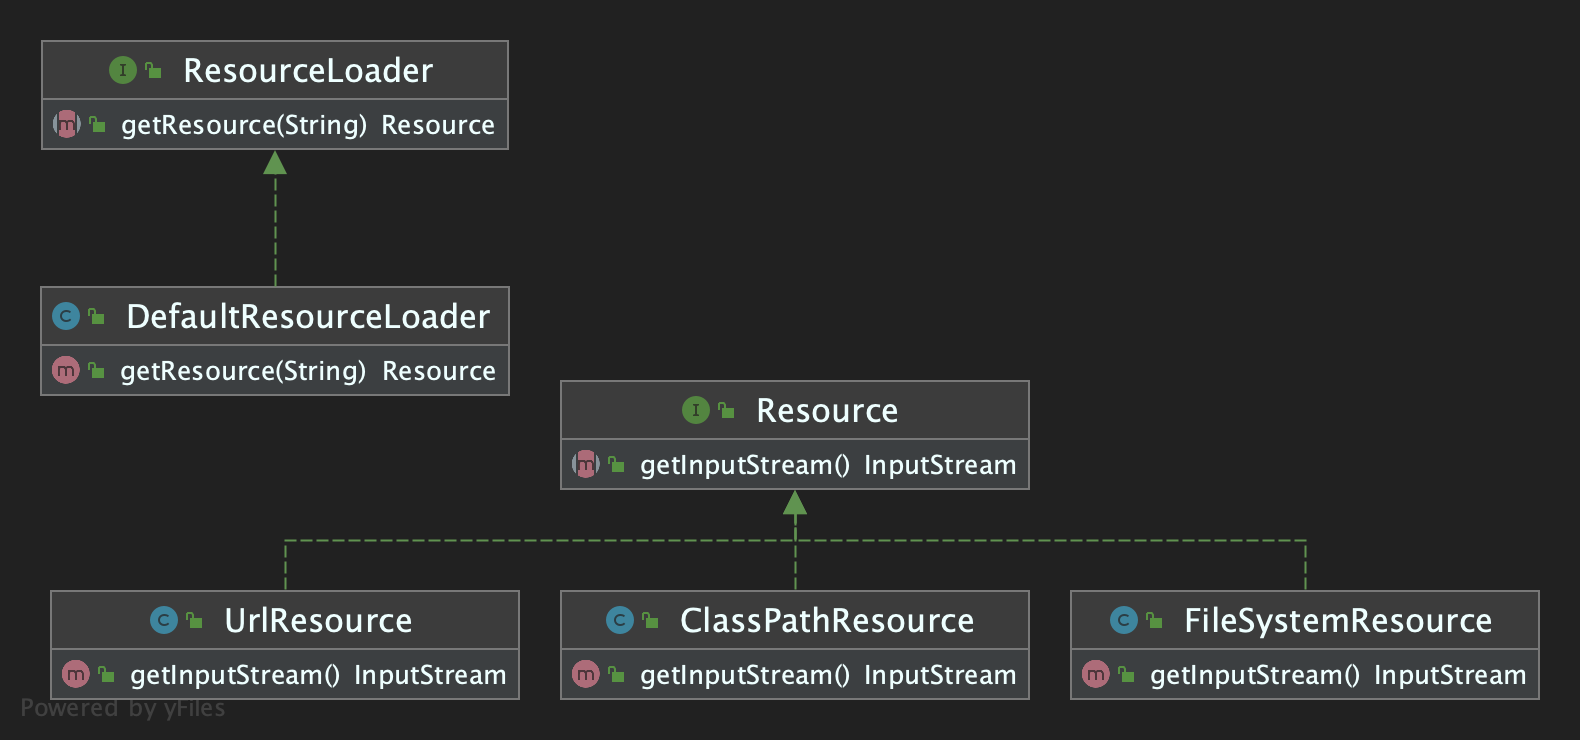 ResourceLoader
getResource(String) Resource
DefaultResourceLoader
getResource(String) Resource
Resource
getInputStream() InputStream
UrlResource
getInputStream() InputStream
ClassPathResource
getInputStream() InputStream
FileSystemResource
getInputStream() InputStream
Powered by yFiles